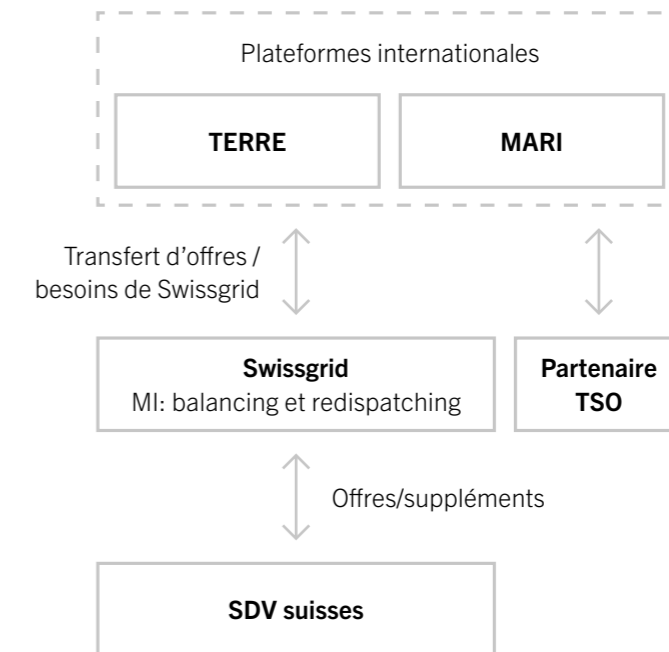 Plateformes internationales
TERRE
MARI
Transfert d’offres /
besoins de Swissgrid
Swissgrid
MI: balancing et redispatching
Partenaire
TSO
Offres/suppléments
SDV suisses